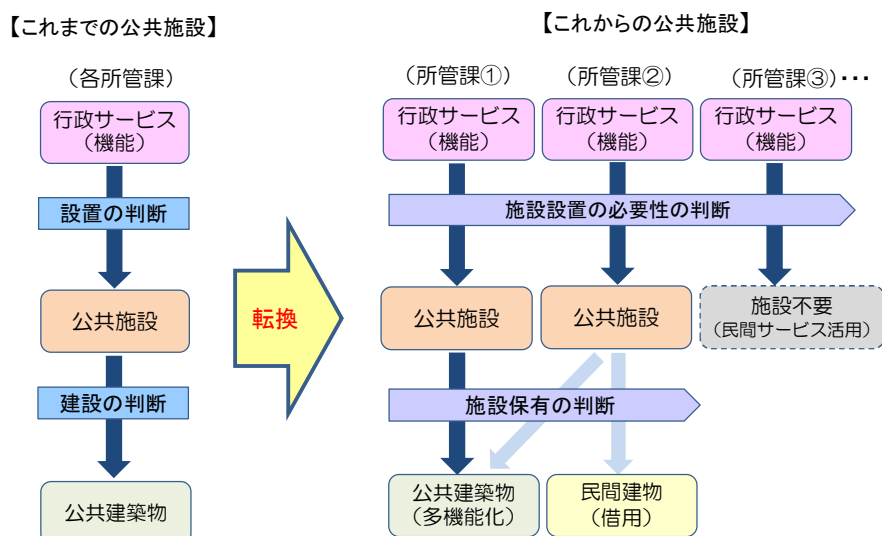 【これまでの公共施設】
(各所管課)
行政サービス
(機能)
設置の判断
公共施設
建設の判断
公共建築物
転換
【これからの公共施設】
(所管課①)
(所管課②)
(所管課③)・・・
行政サービス
(機能)
行政サービス
(機能)
行政サービス
(機能)
施設設置の必要性の判断
公共施設
公共施設
施設不要
(民間サービス活用)
施設保有の判断
公共建築物
(多機能化)
民間建物
(借用)